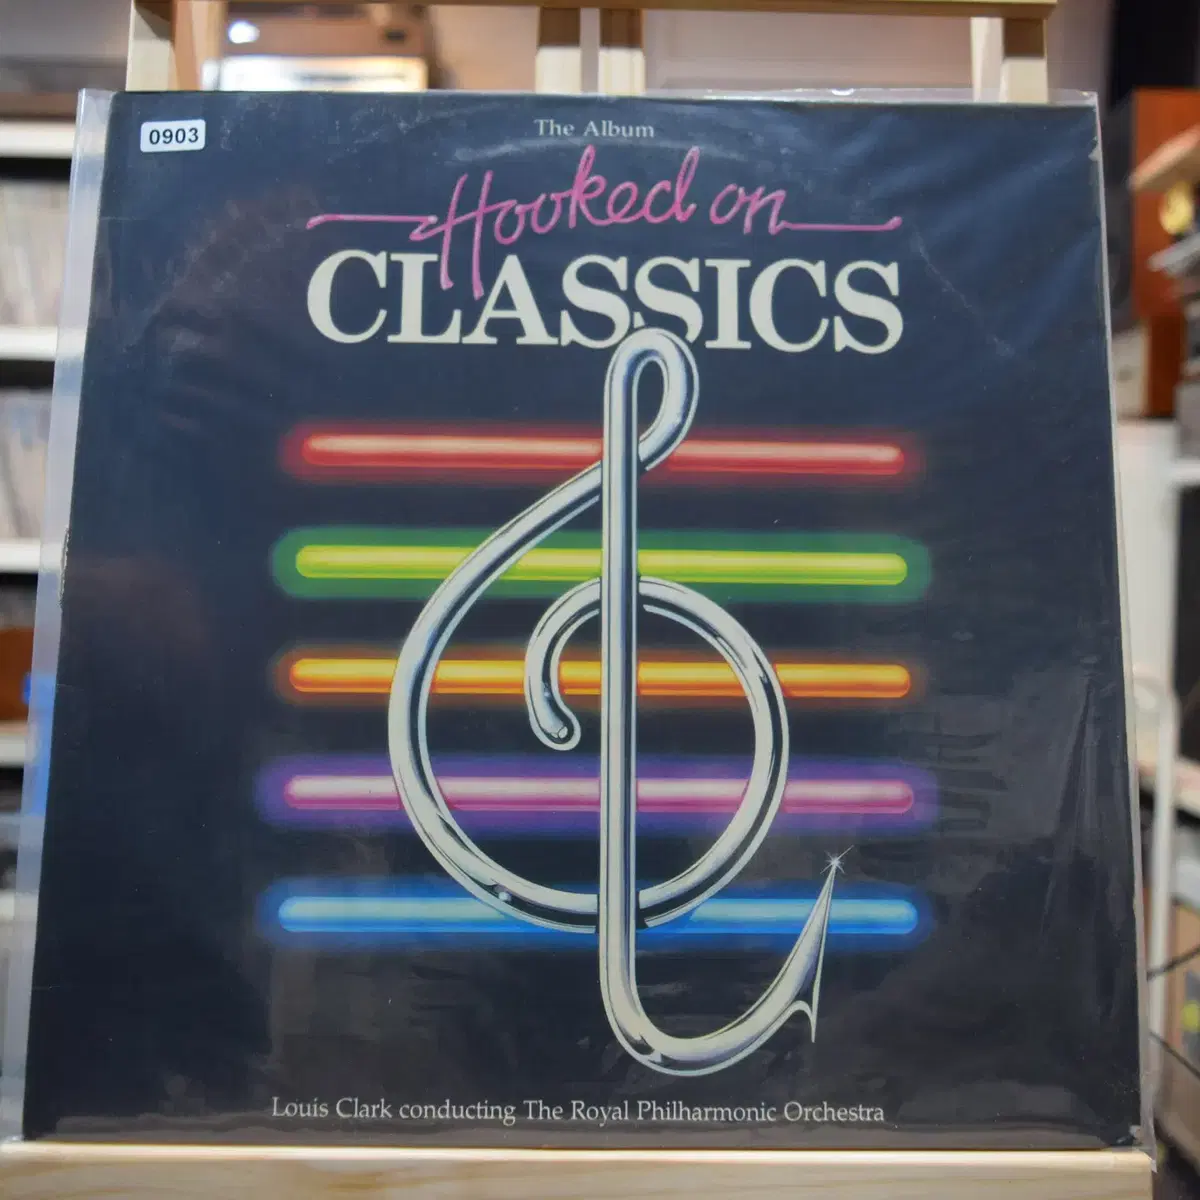 0903
The Album
Hooked on
CLASSICS
Louis Clark conducting The Royal Philharmonic Orchestra